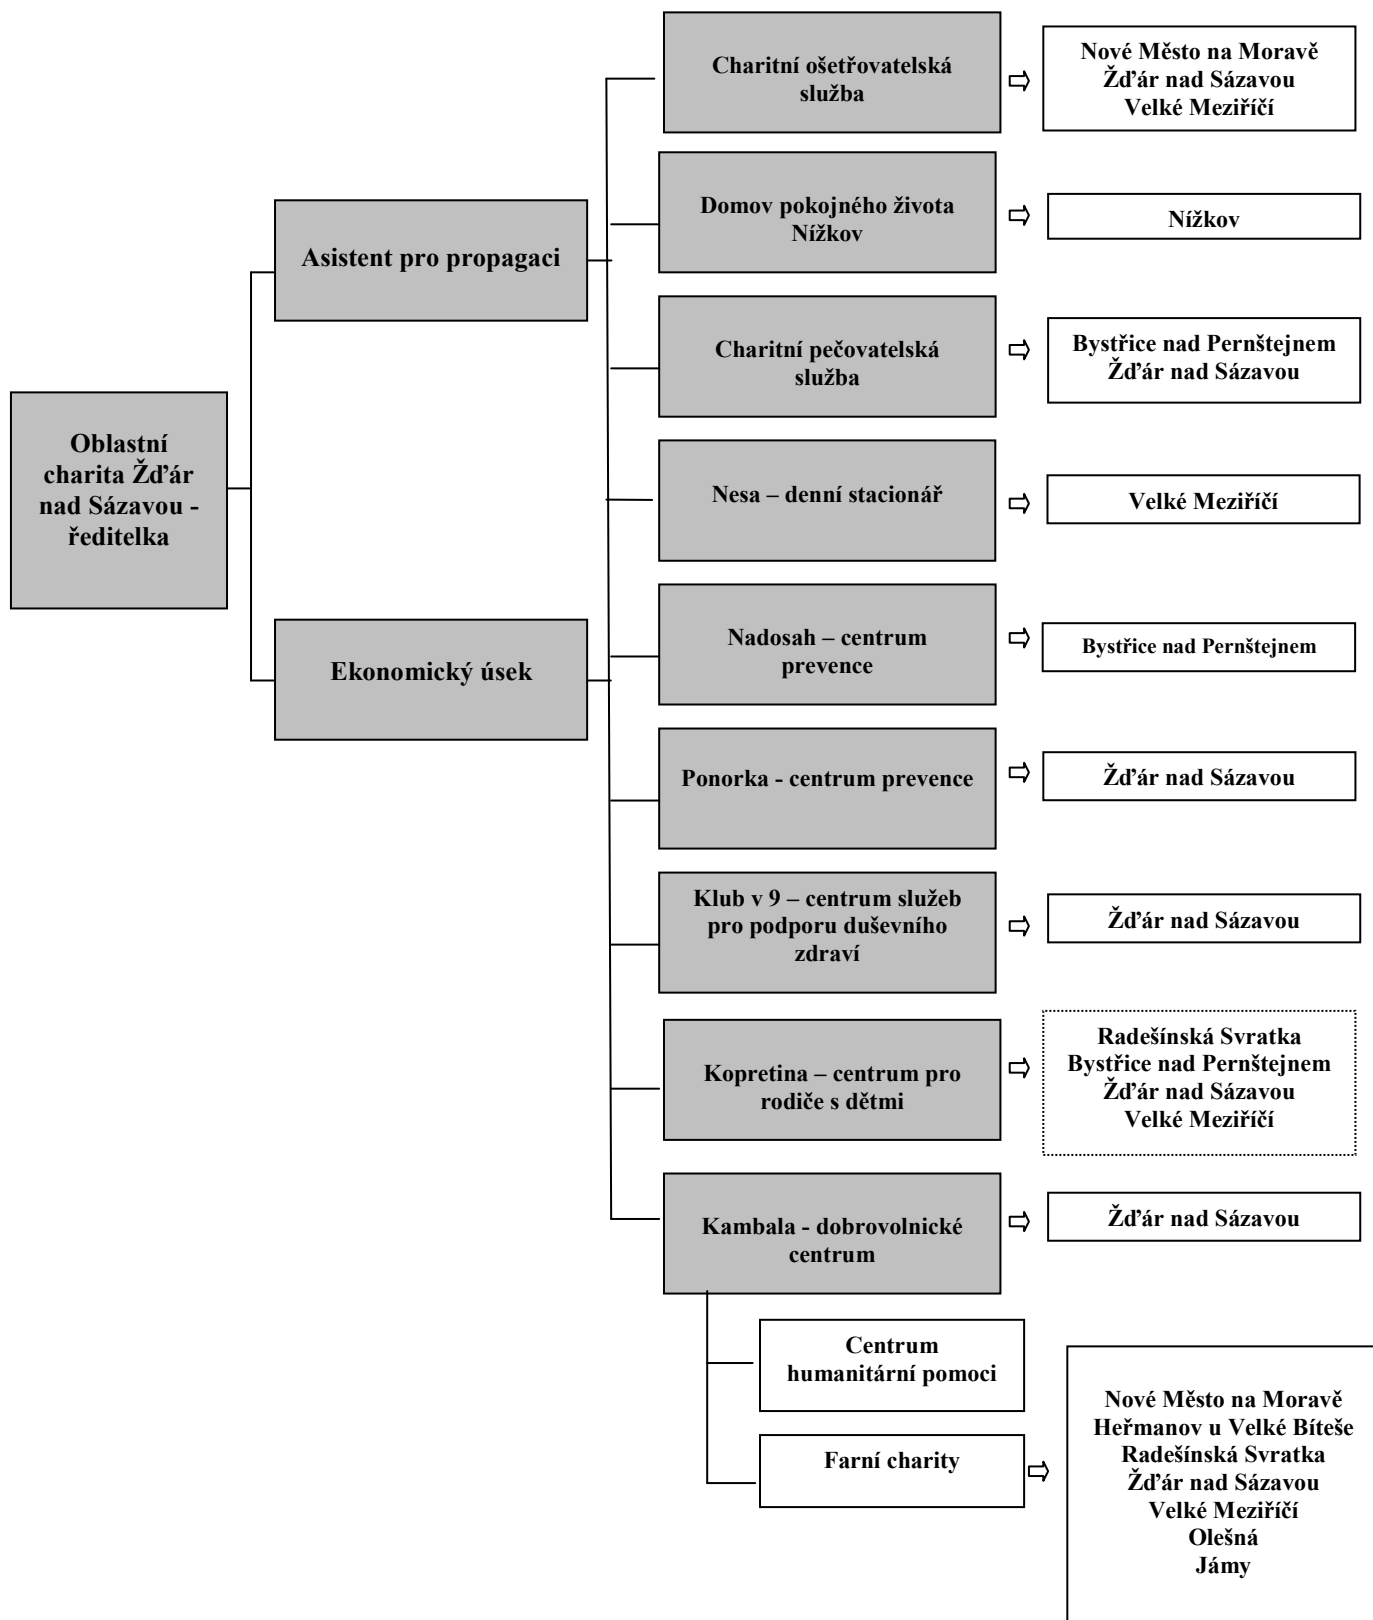 Oblastní
charita Žďár
nad Sázavou -
ředitelka
Asistent pro propagaci
Ekonomický úsek
Charitní ošetřovatelská
služba
Nové Město na Moravě
Žďár nad Sázavou
Velké Meziříčí
Domov pokojného života
Nížkov
Nížkov
Charitní pečovatelská
služba
Bystřice nad Pernštejnem
Žďár nad Sázavou
Nesa – denní stacionář
Velké Meziříčí
Nadosah – centrum
prevence
Bystřice nad Pernštejnem
Ponorka - centrum prevence
Žďár nad Sázavou
Klub v 9 – centrum služeb
pro podporu duševního
zdraví
Žďár nad Sázavou
Kopretina – centrum pro
rodiče s dětmi
Radešínská Svratka
Bystřice nad Pernštejnem
Žďár nad Sázavou
Velké Meziříčí
Kambala - dobrovolnické
centrum
Žďár nad Sázavou
Centrum
humanitární pomoci
Farní charity
Nové Město na Moravě
Heřmanov u Velké Bíteše
Radešínská Svratka
Žďár nad Sázavou
Velké Meziříčí
Olešná
Jámy